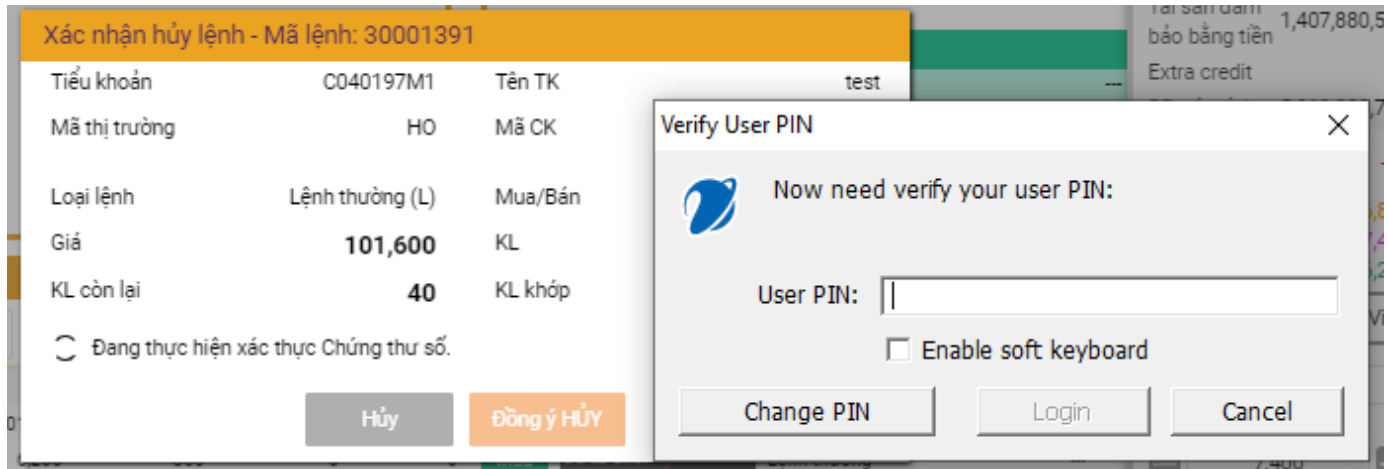 Xác nhận hủy lệnh - Mã lệnh: 30001391
Tiểu khoản C040197M1 Tên TK test
Mã thị trường HO Mã CK
Loại lệnh Lệnh thường (L) Mua/Bán
Giá 101,600 KL
KL còn lại 40 KL khớp
Đang thực hiện xác thực Chứng thư số.
Hủy Đồng ý HỦY
Verify User PIN
Now need verify your user PIN:
User PIN:
Enable soft keyboard
Change PIN Login Cancel
Tài sản đảm
bảo bằng tiền 1,407,880,5
Extra credit
---